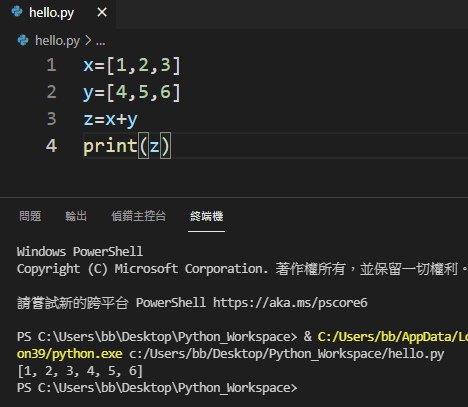 hello.py ×
hello.py > ...
1 x=[1,2,3]
2 y=[4,5,6]
3 z=x+y
4 print(z)
問題 輸出 偵錯主控台 終端機
Windows PowerShell
Copyright (C) Microsoft Corporation. 著作權所有，並保留一切權利。
請嘗試新的跨平台 PowerShell https://aka.ms/pscore6
PS C:\Users\bb\Desktop\Python_Workspace> & C:/Users/bb/AppData/Lo
on39/python.exe c:/Users/bb/Desktop/Python_Workspace/hello.py
[1, 2, 3, 4, 5, 6]
PS C:\Users\bb\Desktop\Python_Workspace>